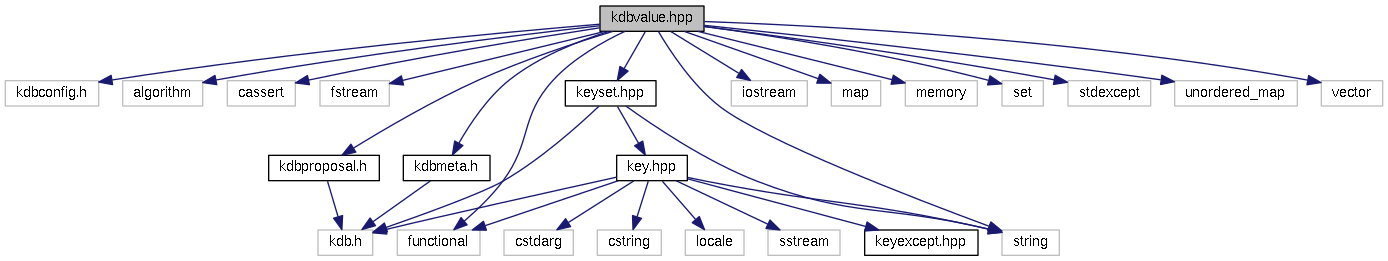 kdbvalue.hpp
kdbconfig.h
algorithm
cassert
fstream
keyset.hpp
iostream
map
memory
set
stdexcept
unordered_map
vector
kdbproposal.h
kdbmeta.h
key.hpp
kdb.h
functional
cstdarg
cstring
locale
sstream
keyexcept.hpp
string